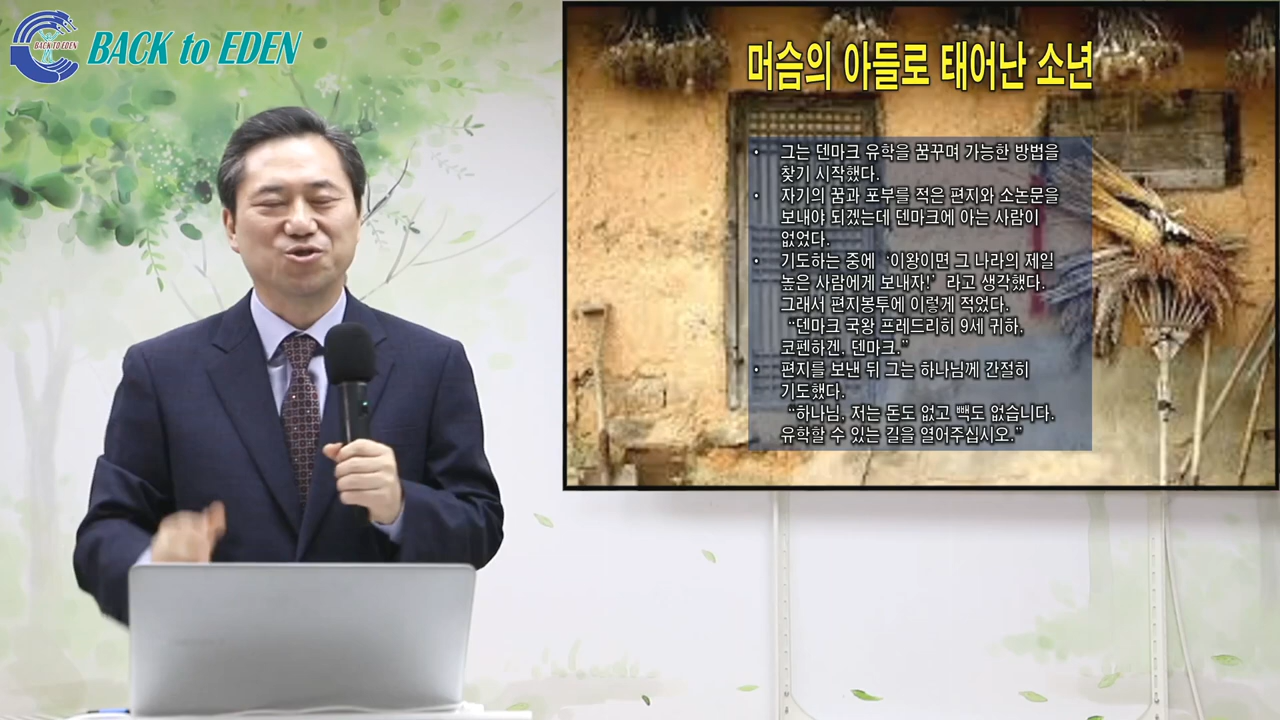 BACK TO EDEN
BACK to EDEN
머슴의 아들로 태어난 소년
• 그는 덴마크 유학을 꿈꾸며 가능한 방법을
찾기 시작했다.
• 자기의 꿈과 포부를 적은 편지와 소논문을
보내야 되겠는데 덴마크에 아는 사람이
없었다.
• 기도하는 중에 '이왕이면 그 나라의 제일
높은 사람에게 보내자!' 라고 생각했다.
그래서 편지봉투에 이렇게 적었다.
"덴마크 국왕 프레드리히 9세 귀하,
코펜하겐, 덴마크."
• 편지를 보낸 뒤 그는 하나님께 간절히
기도했다.
"하나님, 저는 돈도 없고 빽도 없습니다.
유학할 수 있는 길을 열어주십시오."